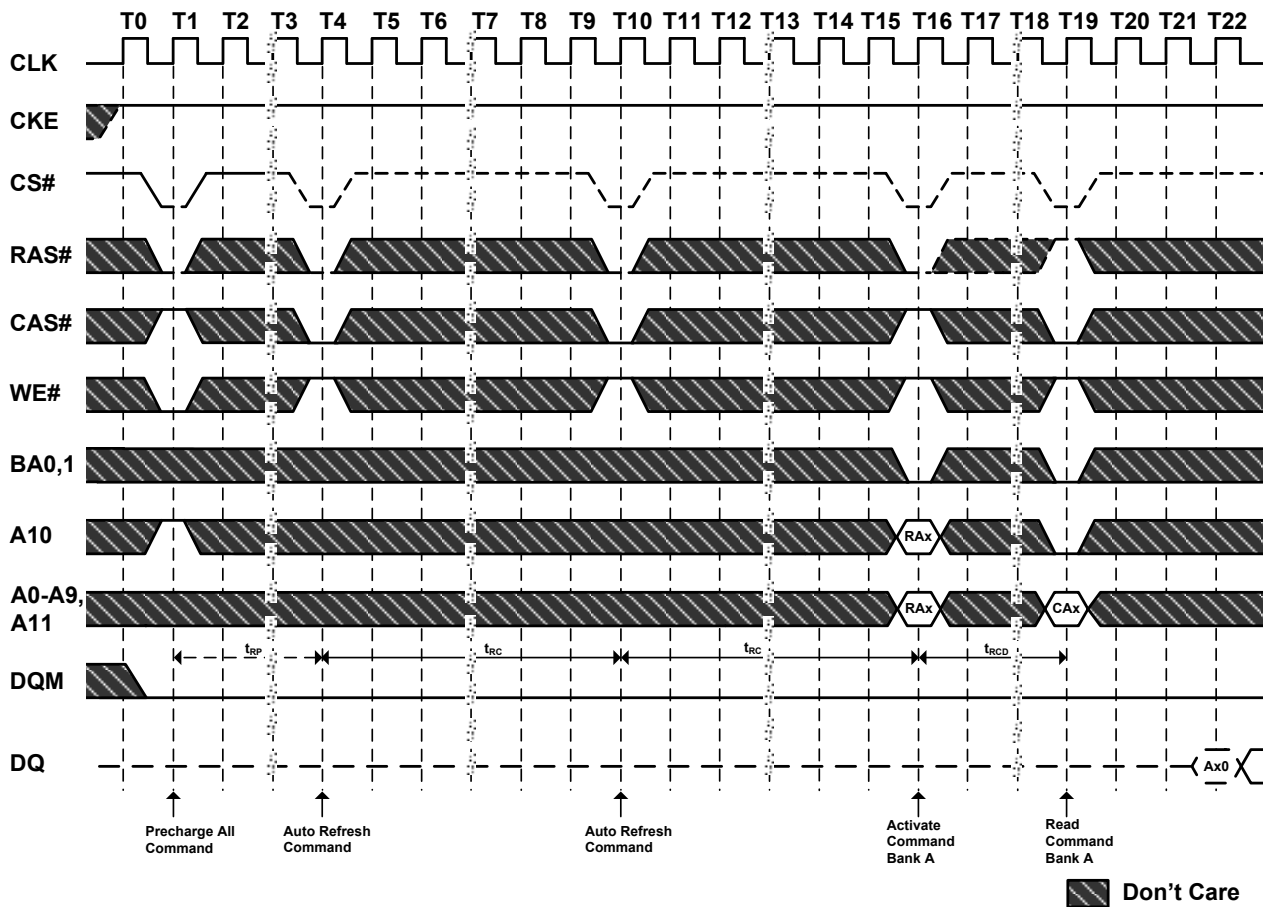 T0 T1 T2 T3 T4 T5 T6 T7 T8 T9 T10 T11 T12 T13 T14 T15 T16 T17 T18 T19 T20 T21 T22
CLK
CKE
CS#
RAS#
CAS#
WE#
BA0,1
A10
RAx
A0-A9,
A11
RAx CAx
tRP tRC tRC tRCD
DQM
DQ
Ax0
Precharge All
Command
Auto Refresh
Command
Auto Refresh
Command
Activate
Command
Bank A
Read
Command
Bank A
Don't Care